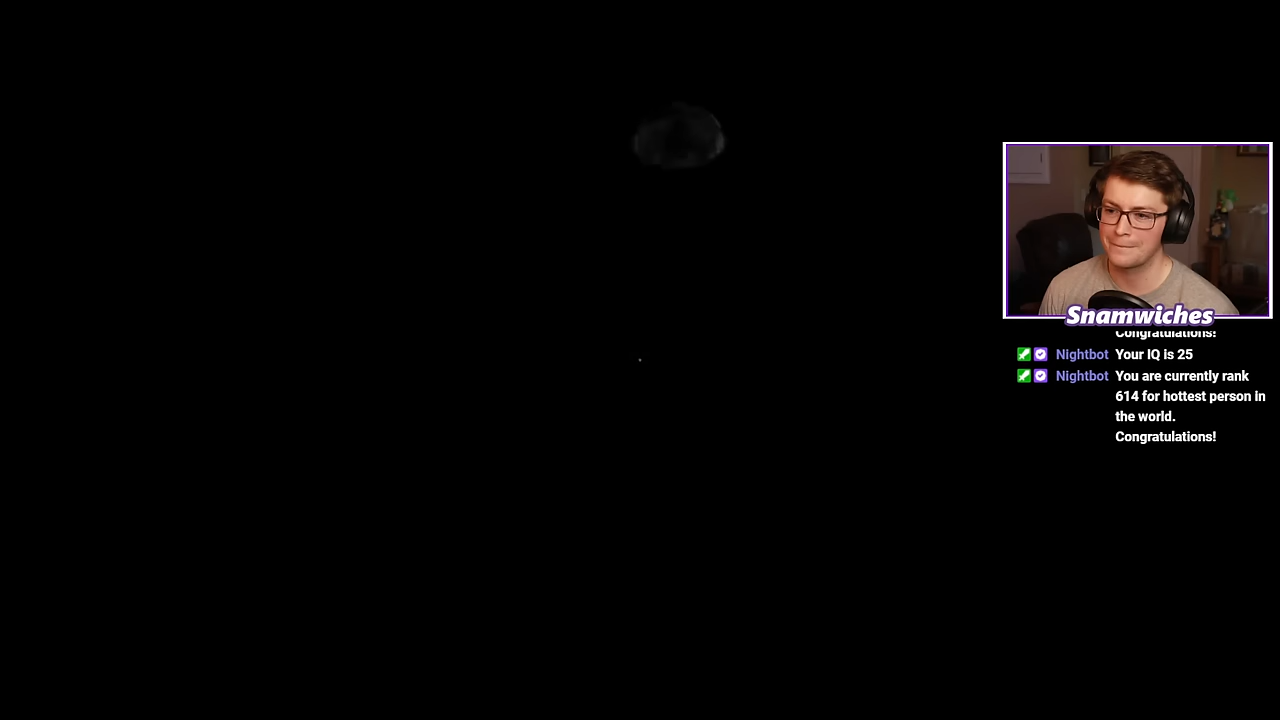 Snamwiches
Congratulations!
Nightbot Your IQ is 25
Nightbot You are currently rank
614 for hottest person in
the world.
Congratulations!